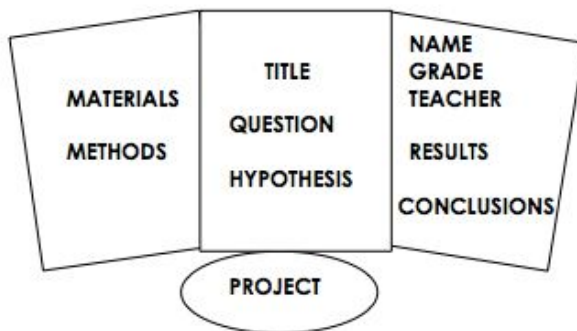 MATERIALS
METHODS
TITLE
QUESTION
HYPOTHESIS
NAME
GRADE
TEACHER
RESULTS
CONCLUSIONS
PROJECT